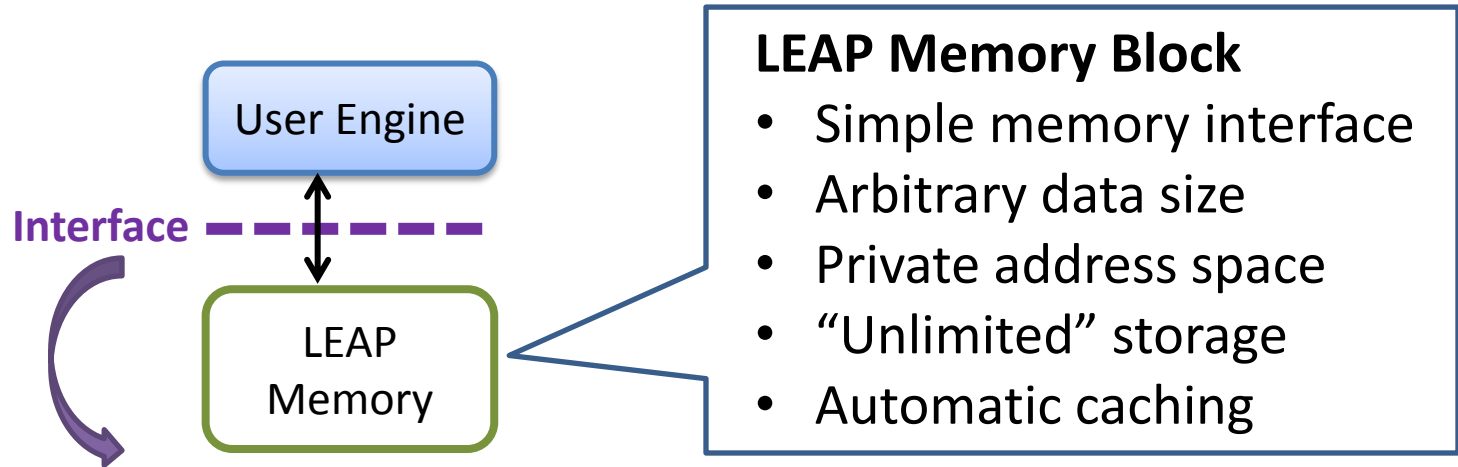 User Engine
Interface
LEAP
Memory
LEAP Memory Block
• Simple memory interface
• Arbitrary data size
• Private address space
• “Unlimited” storage
• Automatic caching